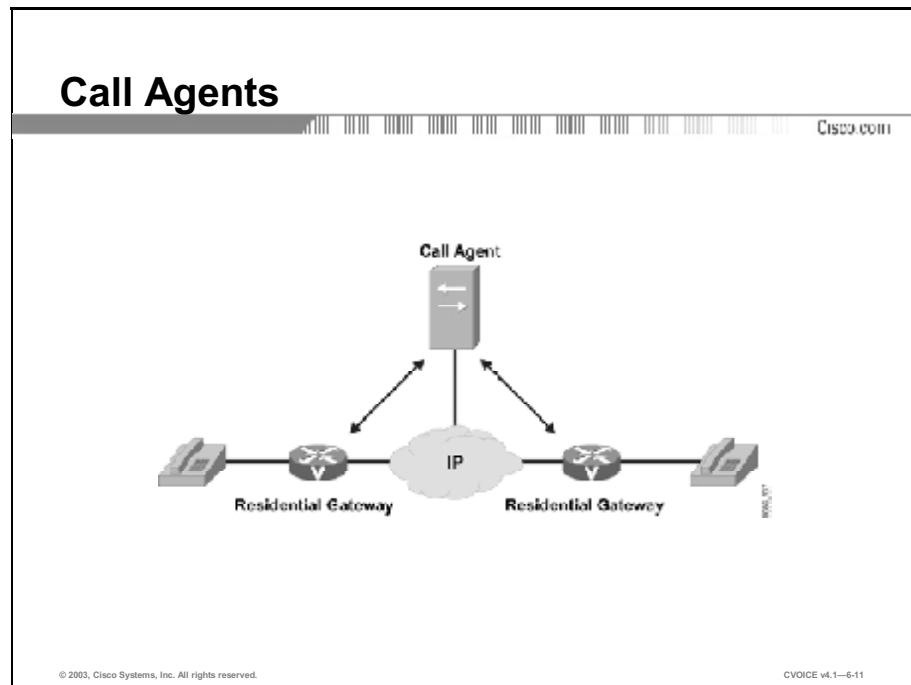 Call Agents
Cisco.com
Call Agent
IP
V
V
Residential Gateway
Residential Gateway
© 2003, Cisco Systems, Inc. All rights reserved.
CVOICE v4.1—6-11